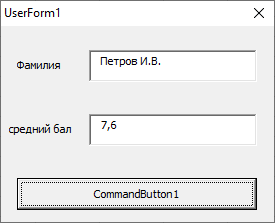 UserForm1
Фамилия Петров И.В.
средний бал 7,6
CommandButton1